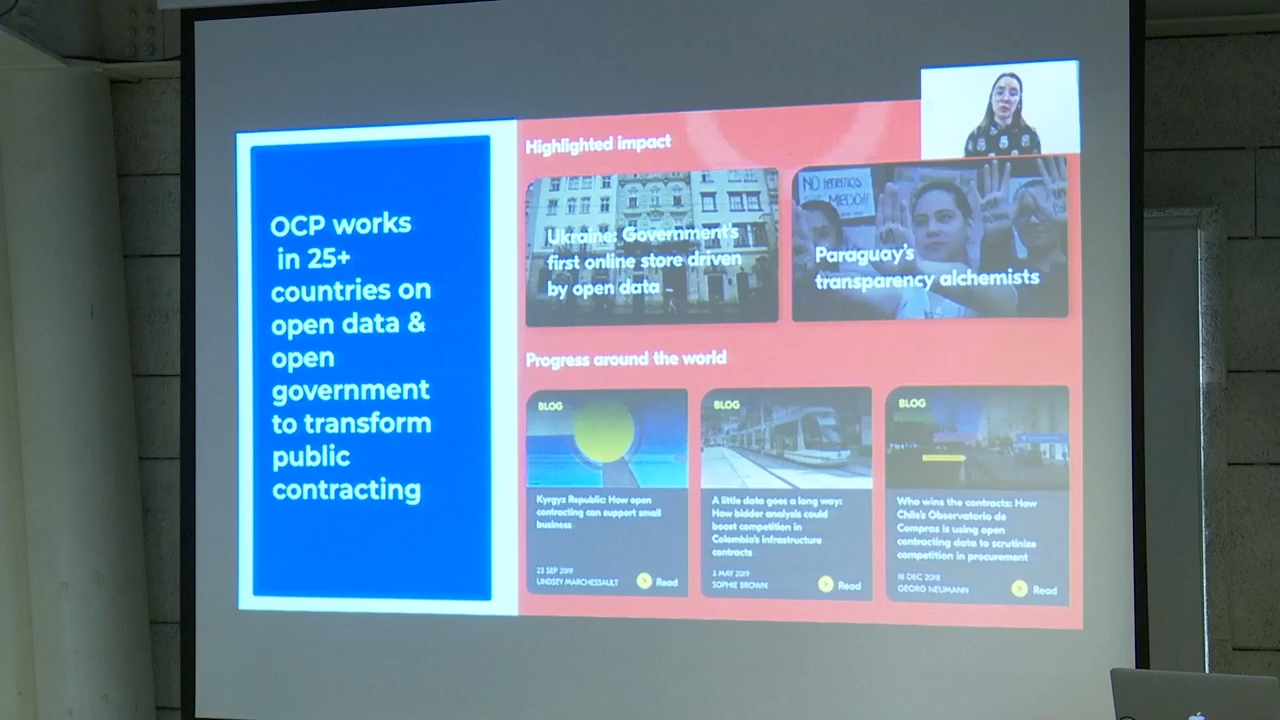 OCP works
in 25+
countries on
open data &
open
government
to transform
public
contracting
Highlighted impact
Ukraine: Government's
first online store driven
by open data
NO tenemos
MIEDO!!
Paraguay's
transparency alchemists
Progress around the world
BLOG
Kyrgyz Republic: How open
contracting can support small
business
23 SEP 2019
LINDSEY MARCHESSAULT
Read
BLOG
A little data goes a long way:
How bidder analysis could
boost competition in
Colombia's infrastructure
contracts
3 MAY 2019
SOPHIE BROWN
Read
BLOG
Who wins the contracts: How
Chile's Observatorio de
Compras is using open
contracting data to scrutinize
competition in procurement
18 DEC 2018
GEORG NEUMANN
Read